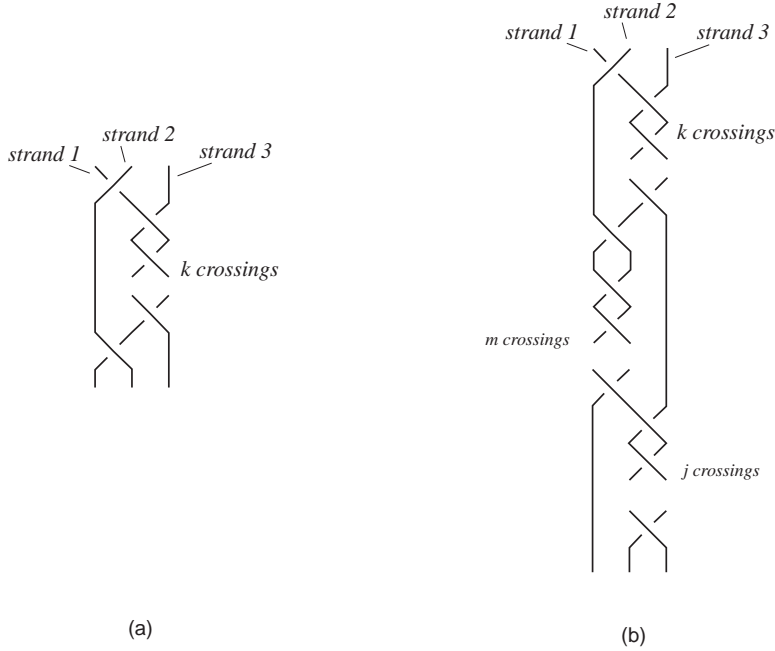 strand 1
strand 2
strand 3
k crossings
(a)
strand 1
strand 2
strand 3
k crossings
m crossings
j crossings
(b)